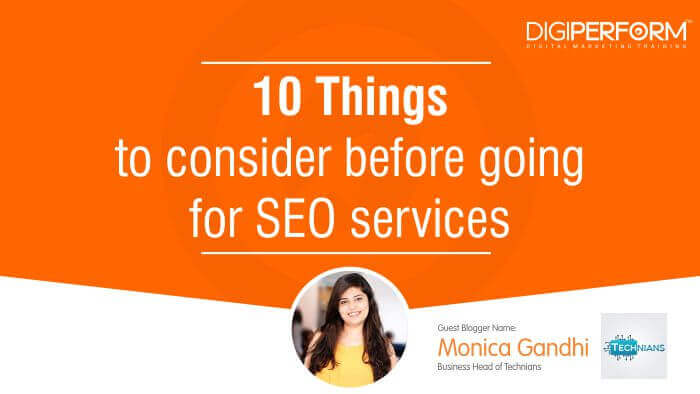 DIGIPERFORM™
DIGITAL MARKETING TRAINING
10 Things
to consider before going
for SEO services
Guest Blogger Name:
Monica Gandhi
Business Head of Technians
TECHNIANS